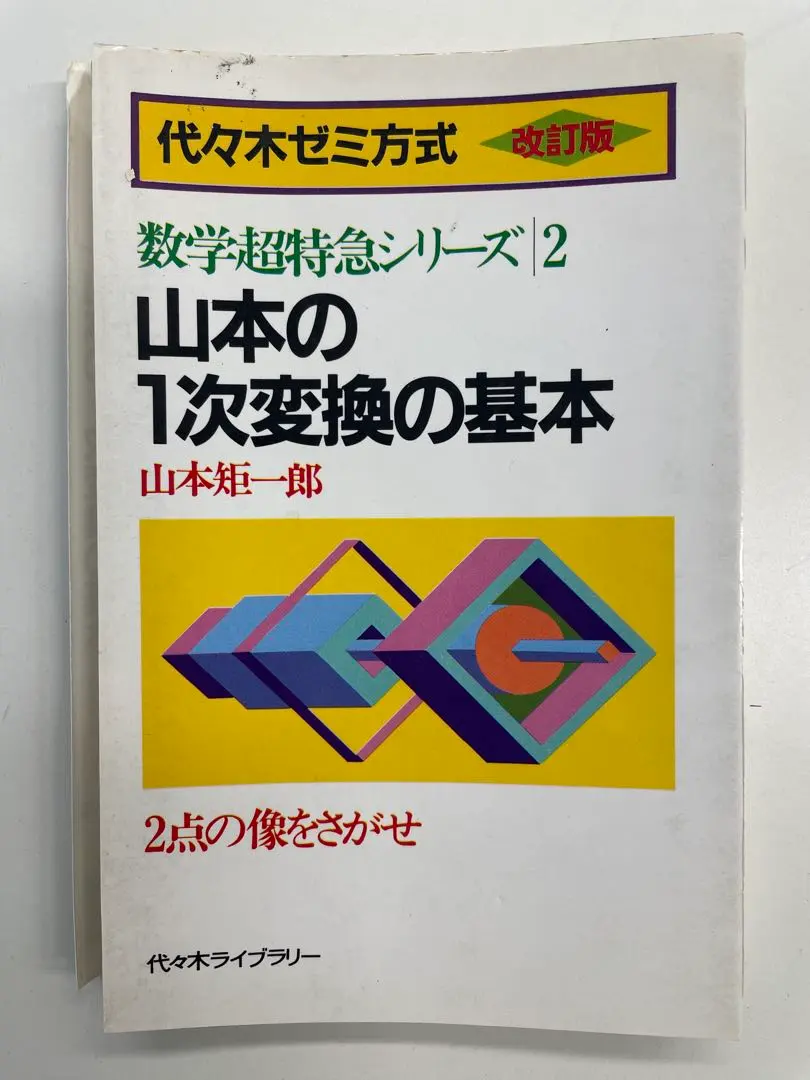 代々木ゼミ方式 改訂版
数学超特急シリーズ|2
山本の
1次変換の基本
山本矩一郎
2点の像をさがせ
代々木ライブラリー